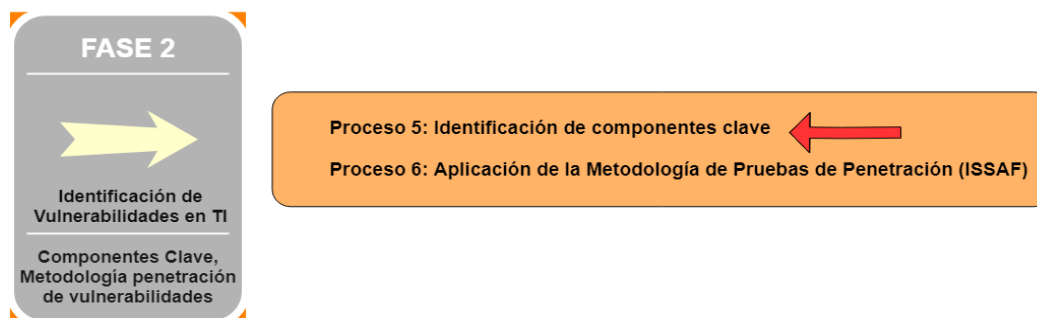 FASE 2
Identificación de
Vulnerabilidades en TI
Componentes Clave,
Metodología penetración
de vulnerabilidades
Proceso 5: Identificación de componentes clave
Proceso 6: Aplicación de la Metodología de Pruebas de Penetración (ISSAF)